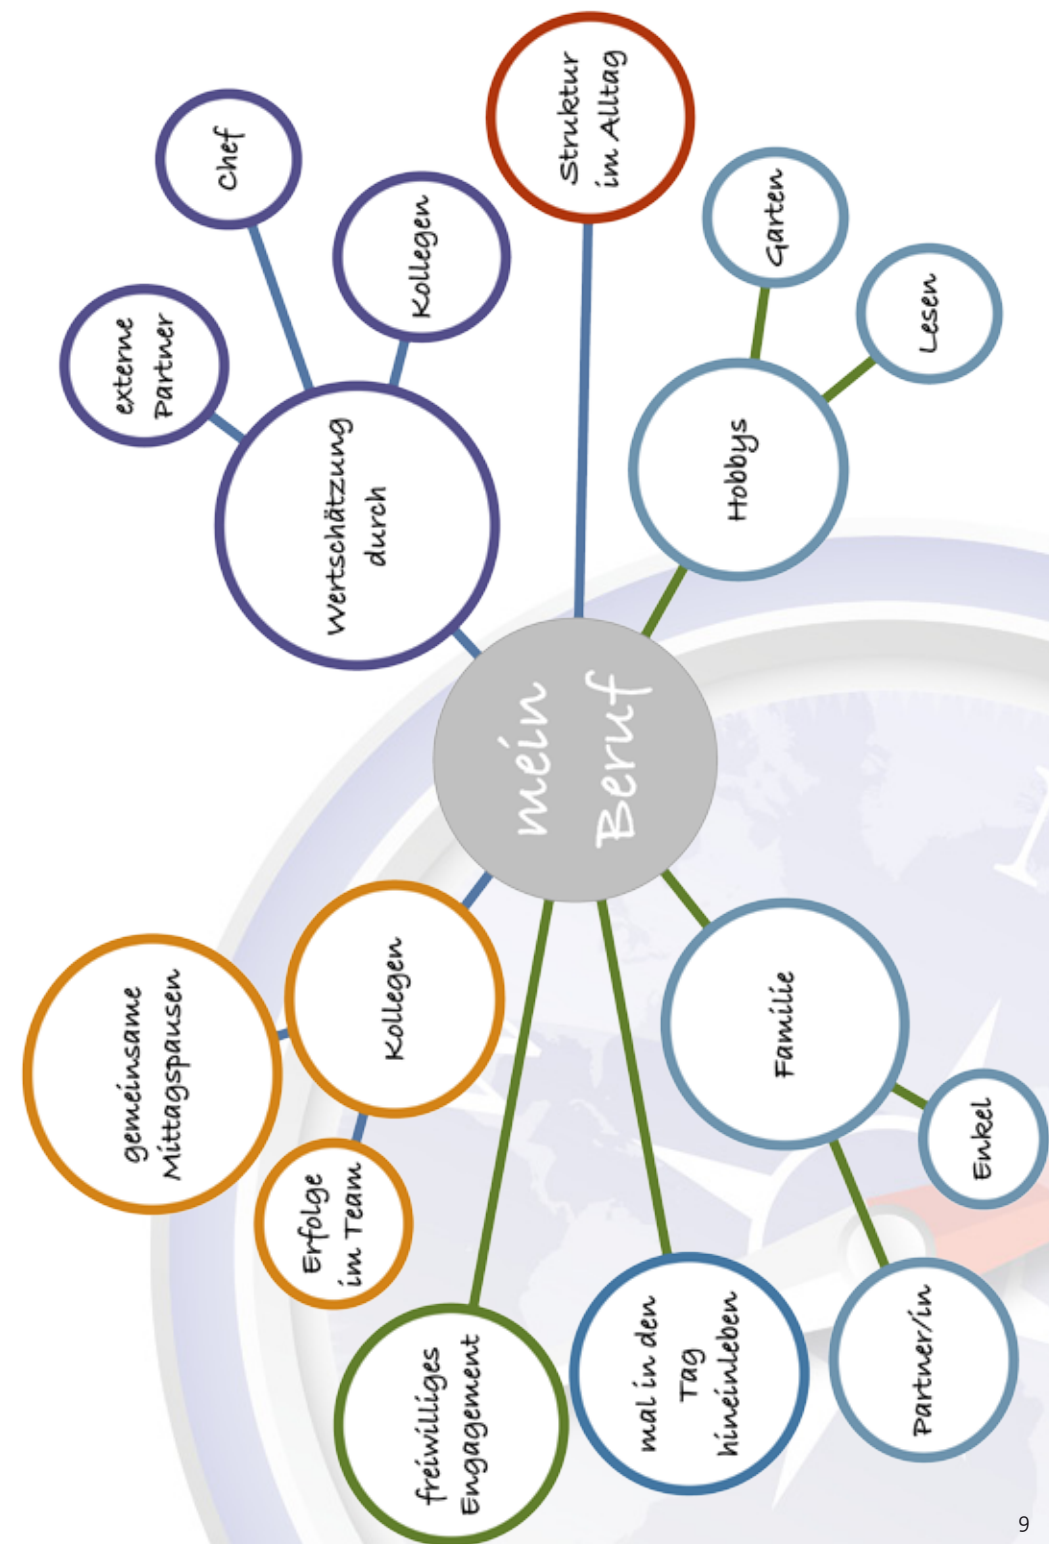 mein
Beruf
Wertschätzung
durch
externe
Partner
Chef
Kollegen
Struktur
im Alltag
Hobbys
Garten
Lesen
Kollegen
gemeinsame
Mittagspausen
Erfolge
im Team
freiwilliges
Engagement
mal in den
Tag
hineinleben
Familie
Enkel
Partner/in
9